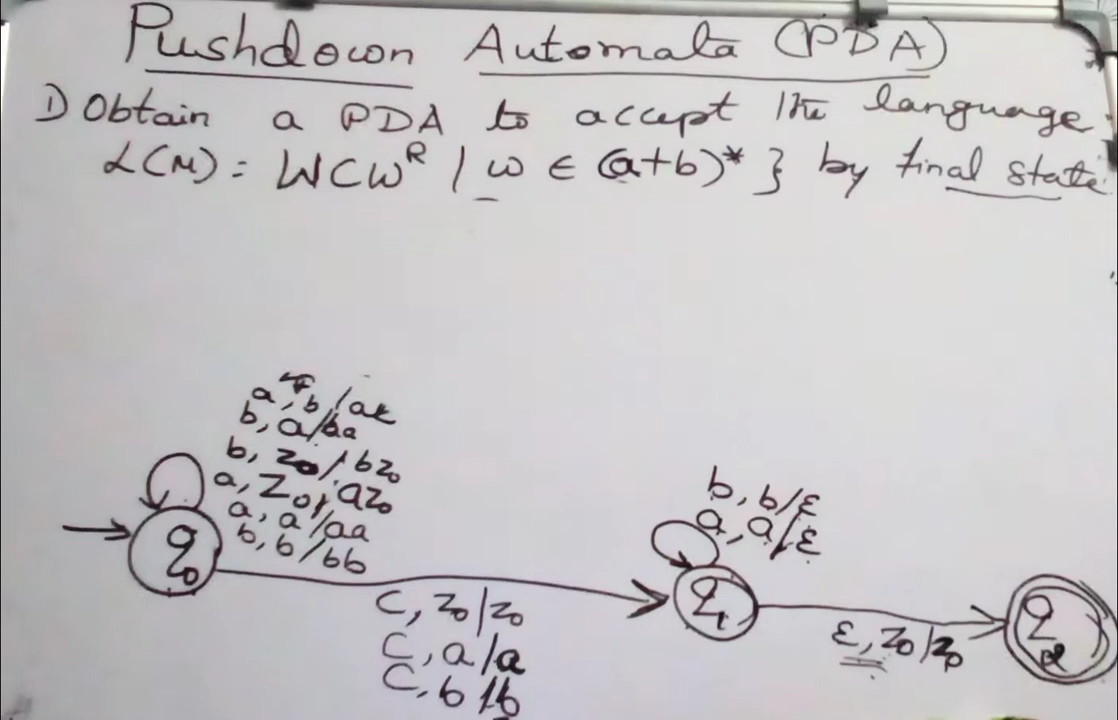 Pushdown Automata (PDA)
1) Obtain a PDA to accept the language
L(M) = WCW^R | w ∈ (a+b)* } by final state
a, b / ab
b, a/ba
b, z0 / bz0
a, z0, az0
a, a/aa
b, b/bb
q0
C, z0 | z0
C, a/a
C, b/b
b, b/ε
a, a/ε
q1
ε, z0 | z0
q2